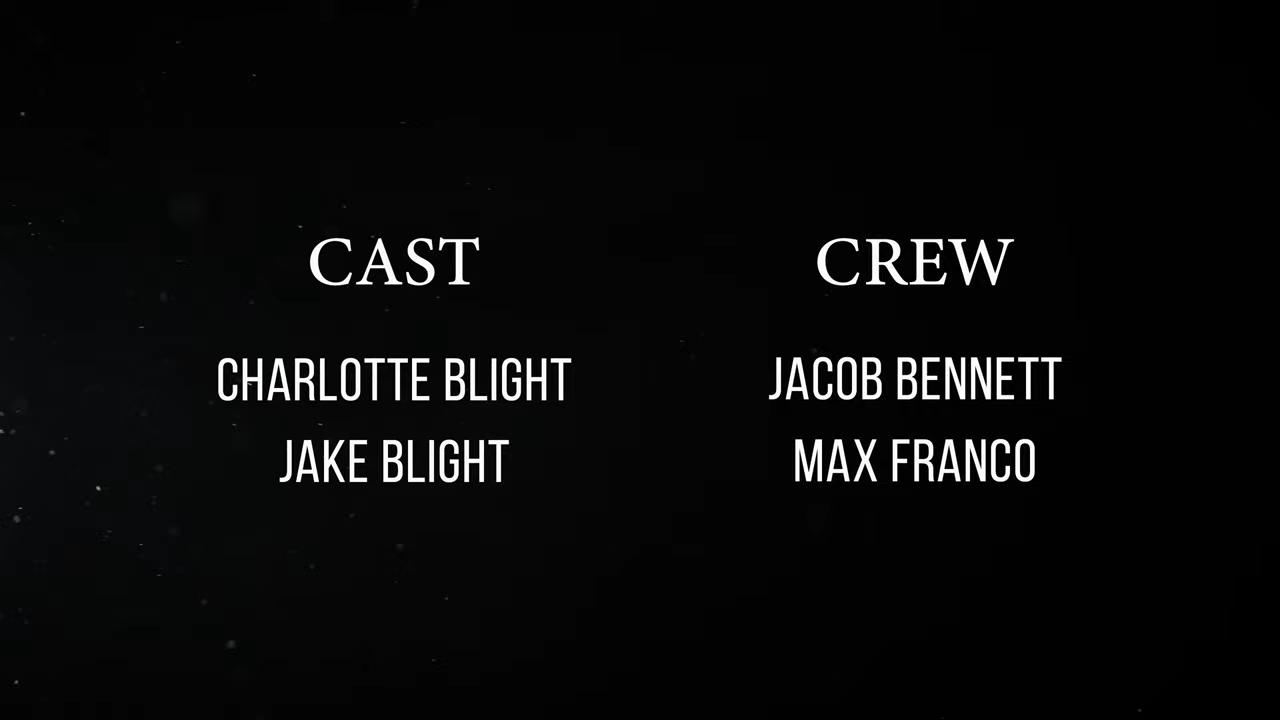 CAST
CHARLOTTE BLIGHT
JAKE BLIGHT
CREW
JACOB BENNETT
MAX FRANCO